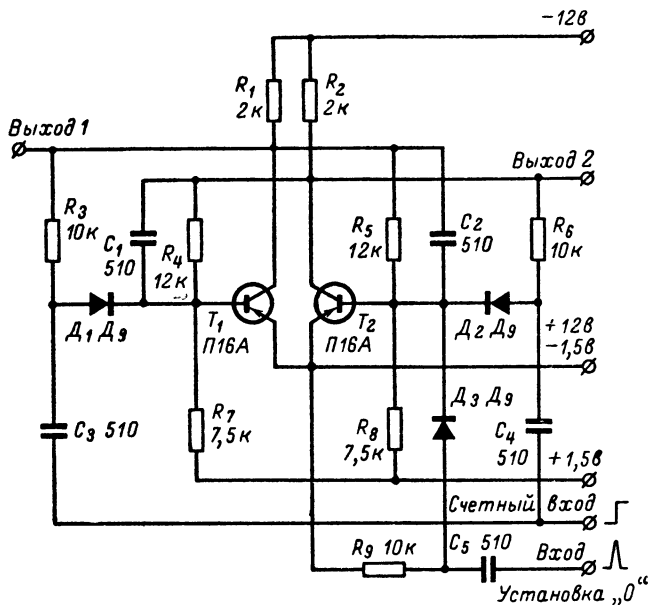 -12в
R1
2к
R2
2к
Выход 1
Выход 2
R3
10к
C1
510
R4
12к
R5
12к
C2
510
R6
10к
Д1 Д9
T1
П16А
T2
П16А
Д2 Д9
+12в
-1,5в
C3 510
R7
7,5к
R8
7,5к
Д3 Д9
C4
510
+1,5в
Счетный вход
R9 10к
C5 510
Вход
Установка „0“